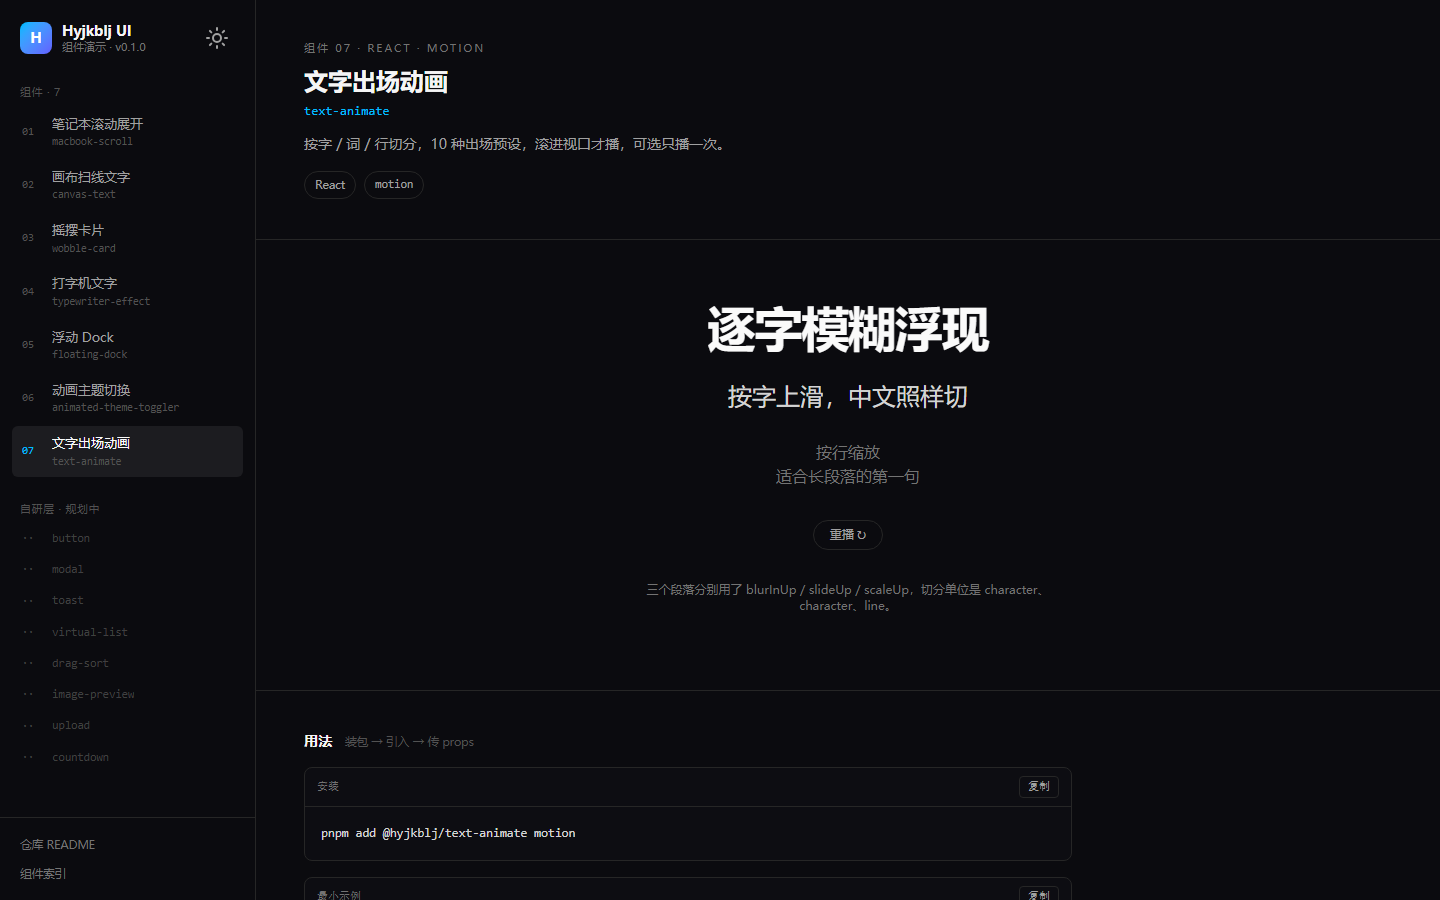 H
Hyjkblj UI
组件演示 · v0.1.0
组件 · 7
01
笔记本滚动展开
macbook-scroll
02
画布扫线文字
canvas-text
03
摇摆卡片
wobble-card
04
打字机文字
typewriter-effect
05
浮动 Dock
floating-dock
06
动画主题切换
animated-theme-toggler
07
文字出场动画
text-animate
自研层 · 规划中
·· button
·· modal
·· toast
·· virtual-list
·· drag-sort
·· image-preview
·· upload
·· countdown
仓库 README
组件索引
组件 07 · REACT · MOTION
文字出场动画
text-animate
按字 / 词 / 行切分，10 种出场预设，滚进视口才播，可选只播一次。
React motion
逐字模糊浮现
按字上滑，中文照样切
按行缩放
适合长段落的第一句
重播 ↻
三个段落分别用了 blurInUp / slideUp / scaleUp，切分单位是 character、
character、line。
用法 装包 → 引入 → 传 props
安装 复制
pnpm add @hyjkblj/text-animate motion
最小示例 复制